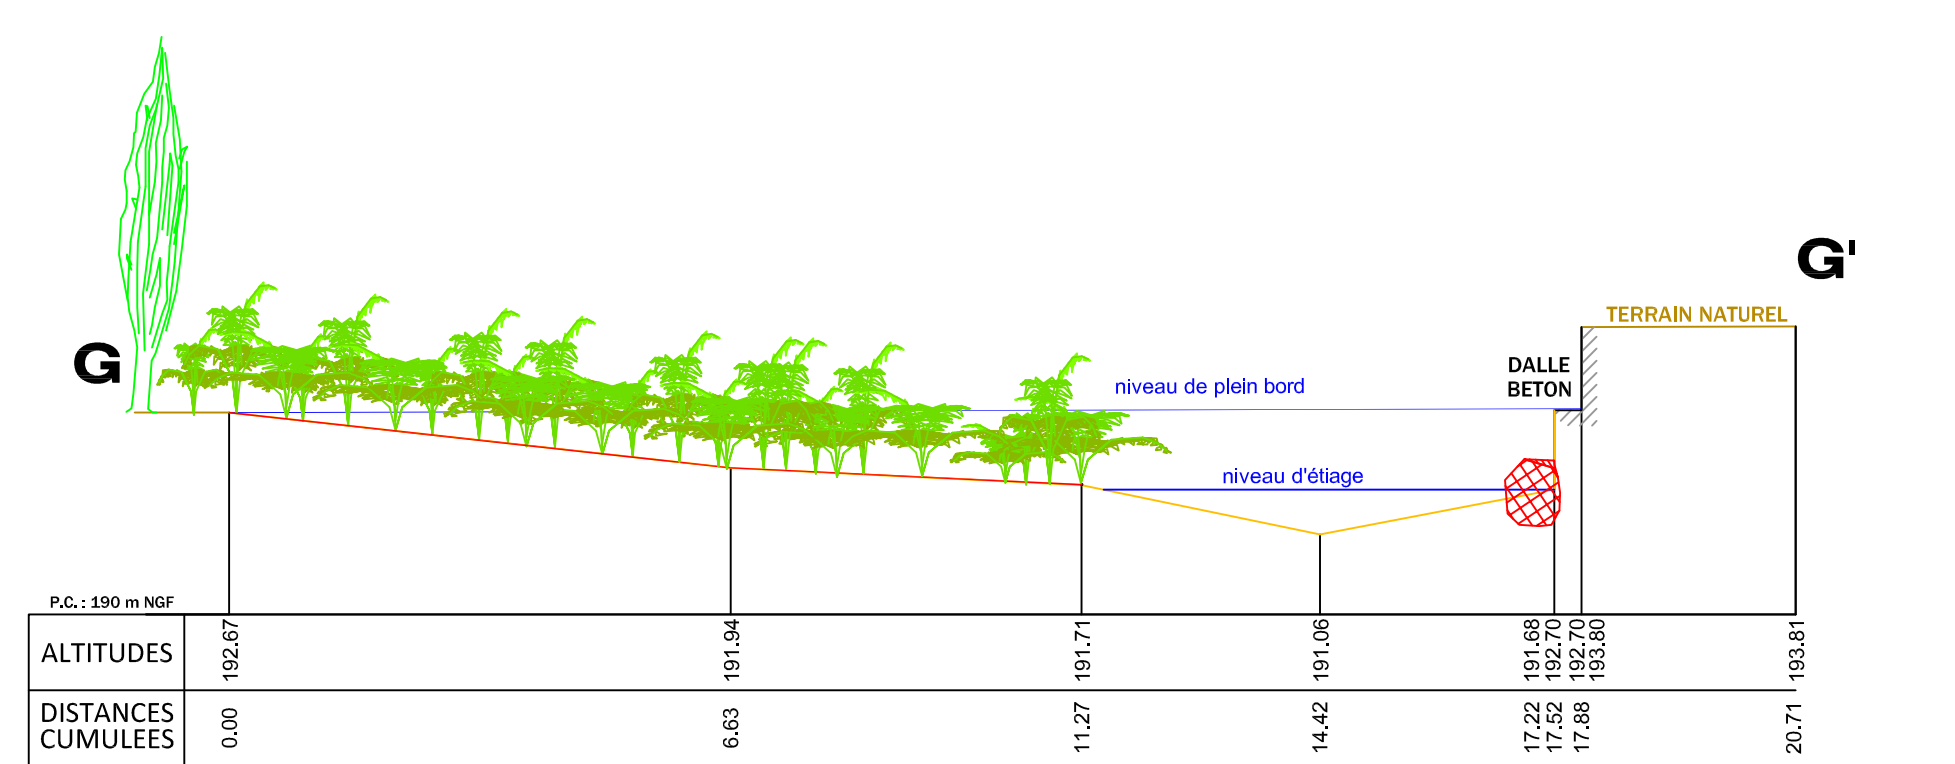 G'
TERRAIN NATUREL
G
DALLE
BETON
niveau de plein bord
niveau d'étiage
P.C. : 190 m NGF
ALTITUDES
192.67
191.94
191.71
191.06
191.68
192.70
192.70
193.80
193.81
DISTANCES
CUMULEES
0.00
6.63
11.27
14.42
17.22
17.52
17.88
20.71